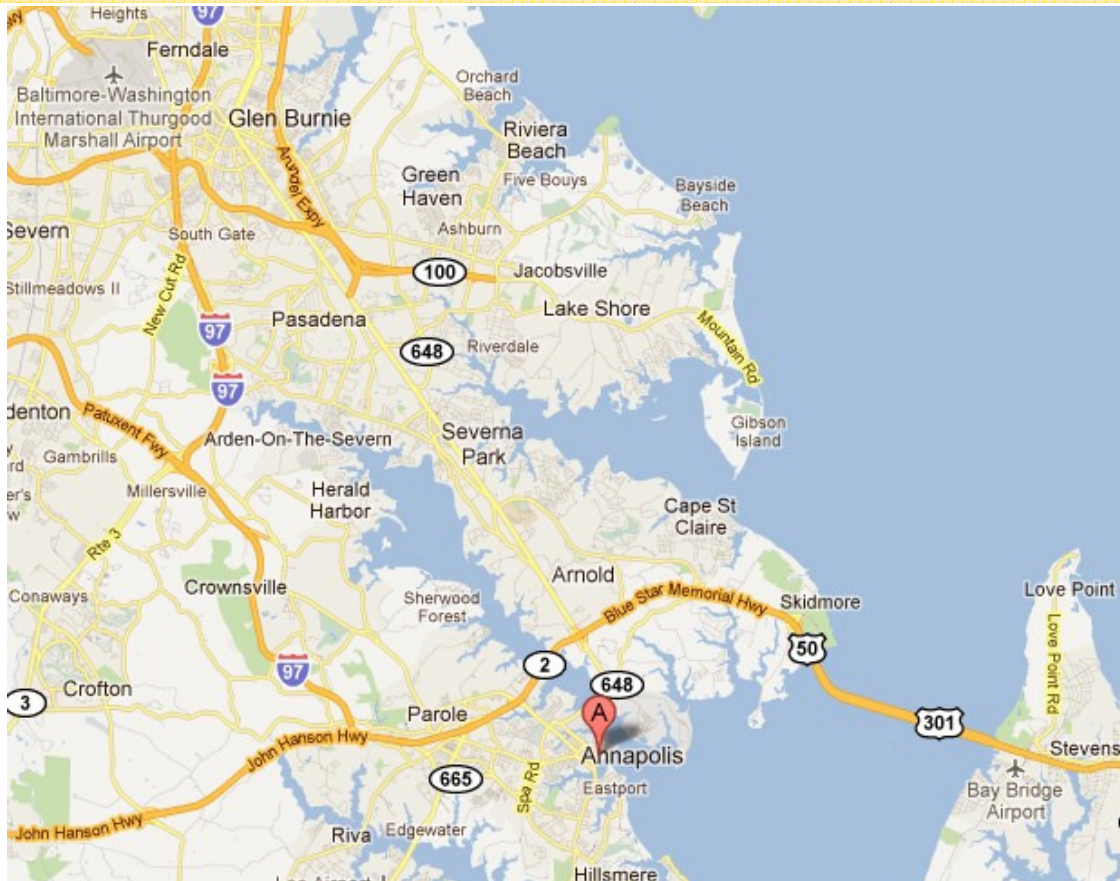 Heights
97
Ferndale
Orchard
Beach
Baltimore-Washington
International Thurgood
Marshall Airport
Glen Burnie
Riviera
Beach
Arundel Expy
Green
Haven
Five Bouys
Bayside
Beach
Severn
South Gate
Ashburn
100
Jacobsville
Stillmeadows II
New Cut Rd
Lake Shore
Pasadena
97
Mountain Rd
648
Riverdale
97
denton
Patuxent Fwy
Arden-On-The-Severn
Severna
Park
Gibson
Island
Gambrills
Millersville
Herald
Harbor
Cape St
Claire
Rte 3
Arnold
Crownsville
Conaways
Sherwood
Forest
Blue Star Memorial Hwy
Skidmore
Love Point
Love Point Rd
50
2
97
648
Crofton
3
Parole
A
301
John Hanson Hwy
Annapolis
Stevens
665
Spa Rd
Eastport
Bay Bridge
Airport
John Hanson Hwy
Riva
Edgewater
Hillsmere